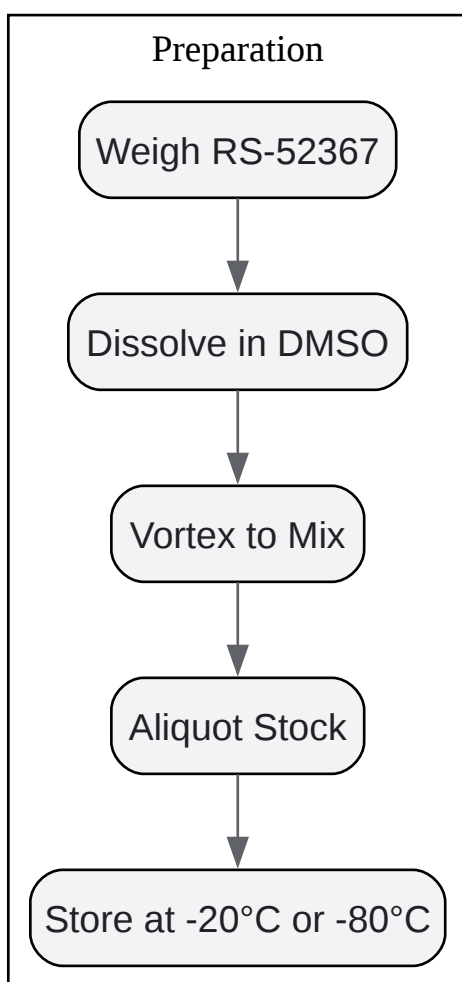 Preparation
Weigh RS-52367
Dissolve in DMSO
Vortex to Mix
Aliquot Stock
Store at -20°C or -80°C